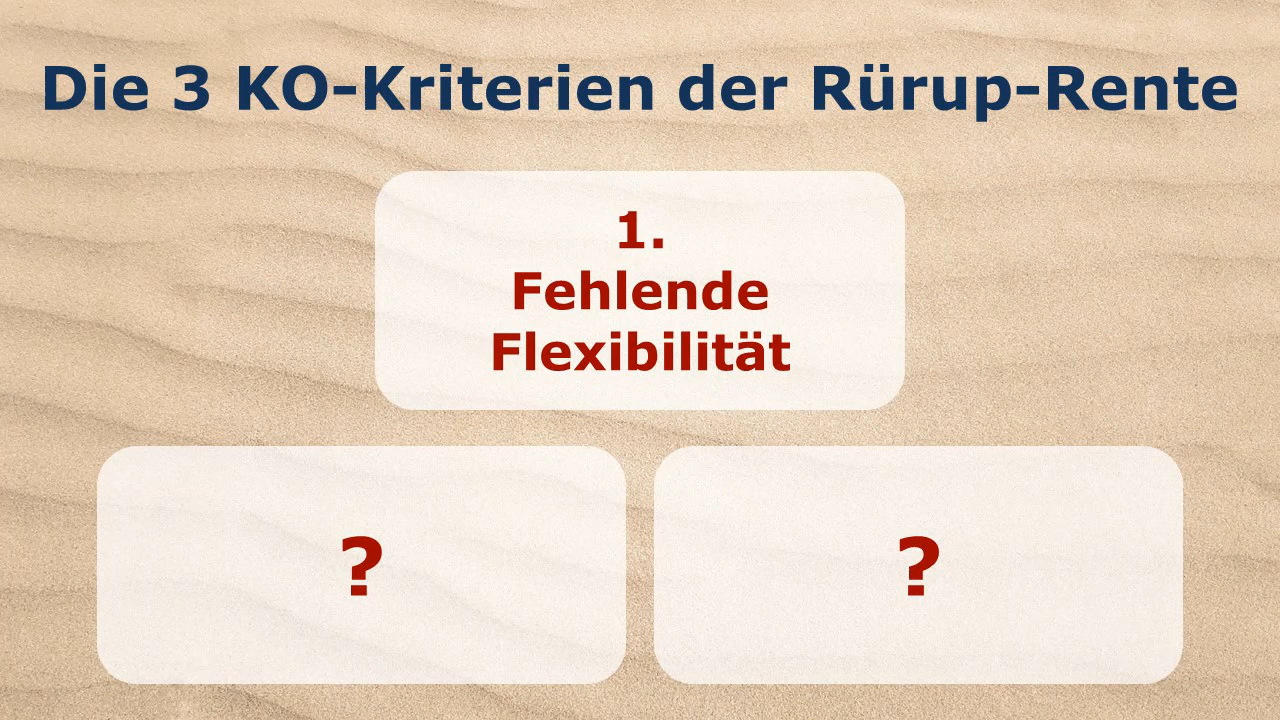 Die 3 KO-Kriterien der Rürup-Rente
1.
Fehlende
Flexibilität
?
?